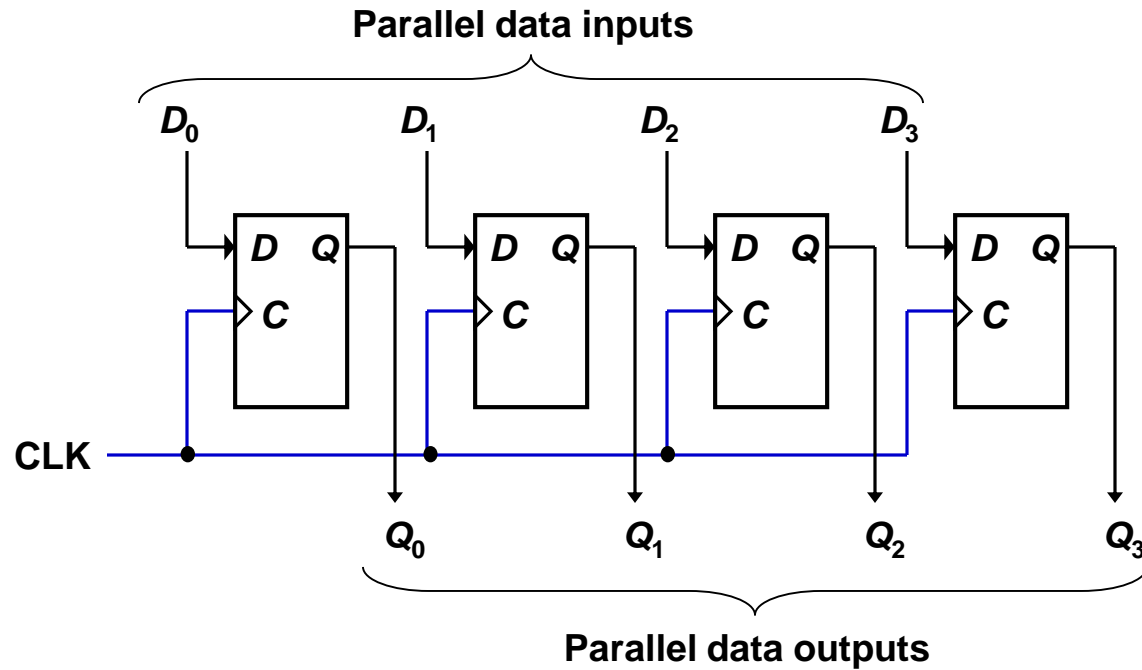 Parallel data inputs
D0 D1 D2 D3
D Q D Q D Q D Q
C C C C
CLK
Q0 Q1 Q2 Q3
Parallel data outputs